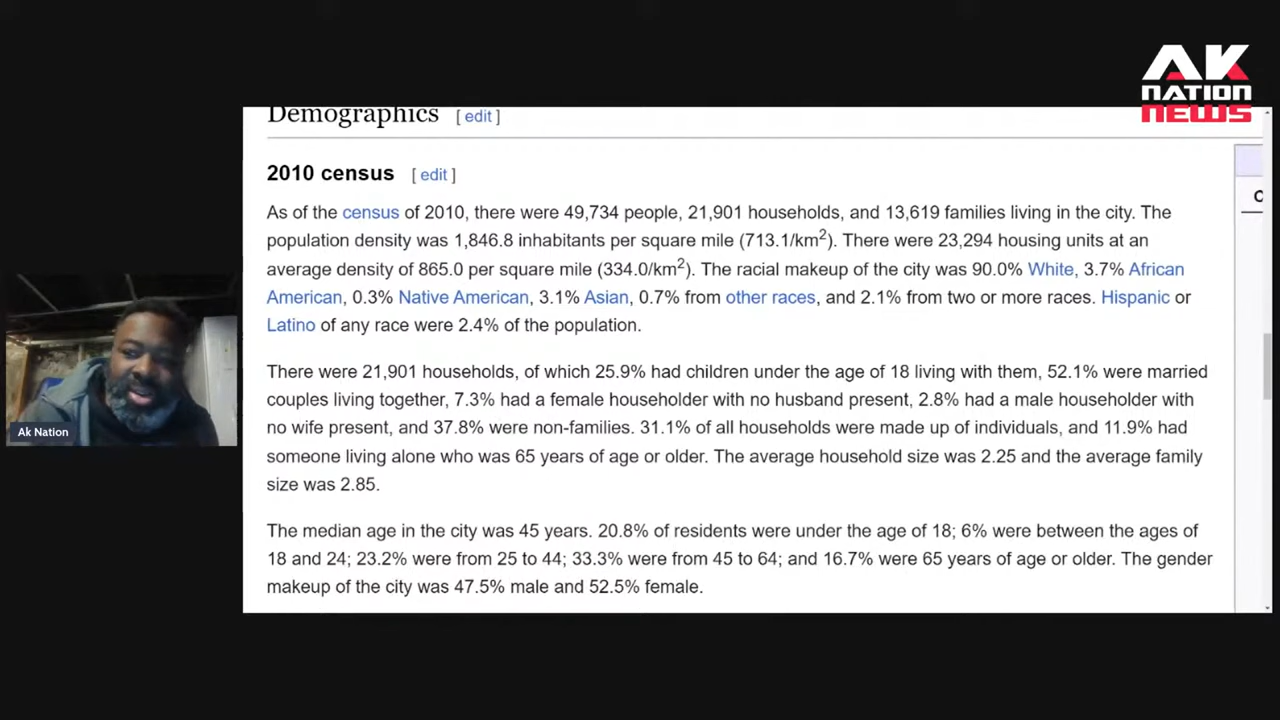 AK
NATION
NEWS
Demographics [ edit ]
2010 census [ edit ]
As of the census of 2010, there were 49,734 people, 21,901 households, and 13,619 families living in the city. The
population density was 1,846.8 inhabitants per square mile (713.1/km²). There were 23,294 housing units at an
average density of 865.0 per square mile (334.0/km²). The racial makeup of the city was 90.0% White, 3.7% African
American, 0.3% Native American, 3.1% Asian, 0.7% from other races, and 2.1% from two or more races. Hispanic or
Latino of any race were 2.4% of the population.
There were 21,901 households, of which 25.9% had children under the age of 18 living with them, 52.1% were married
couples living together, 7.3% had a female householder with no husband present, 2.8% had a male householder with
no wife present, and 37.8% were non-families. 31.1% of all households were made up of individuals, and 11.9% had
someone living alone who was 65 years of age or older. The average household size was 2.25 and the average family
size was 2.85.
The median age in the city was 45 years. 20.8% of residents were under the age of 18; 6% were between the ages of
18 and 24; 23.2% were from 25 to 44; 33.3% were from 45 to 64; and 16.7% were 65 years of age or older. The gender
makeup of the city was 47.5% male and 52.5% female.
Ak Nation